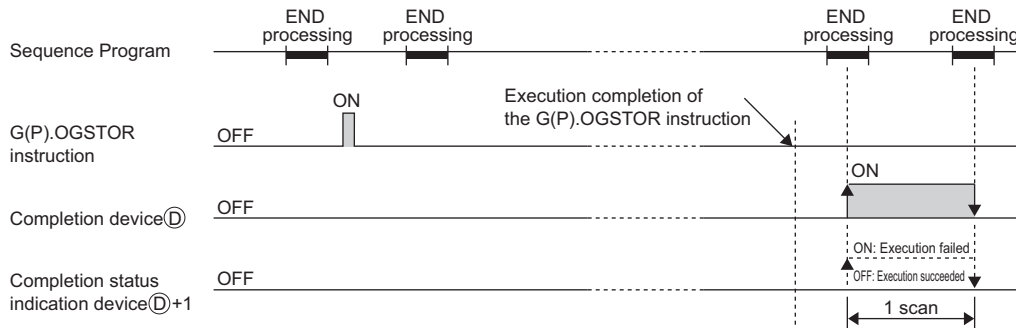 END
processing
END
processing
END
processing
END
processing
Sequence Program
ON
Execution completion of
the G(P).OGSTOR instruction
G(P).OGSTOR
instruction
OFF
ON
Completion device Ⓓ
OFF
ON: Execution failed
Completion status
indication device Ⓓ+1
OFF
OFF: Execution succeeded
1 scan